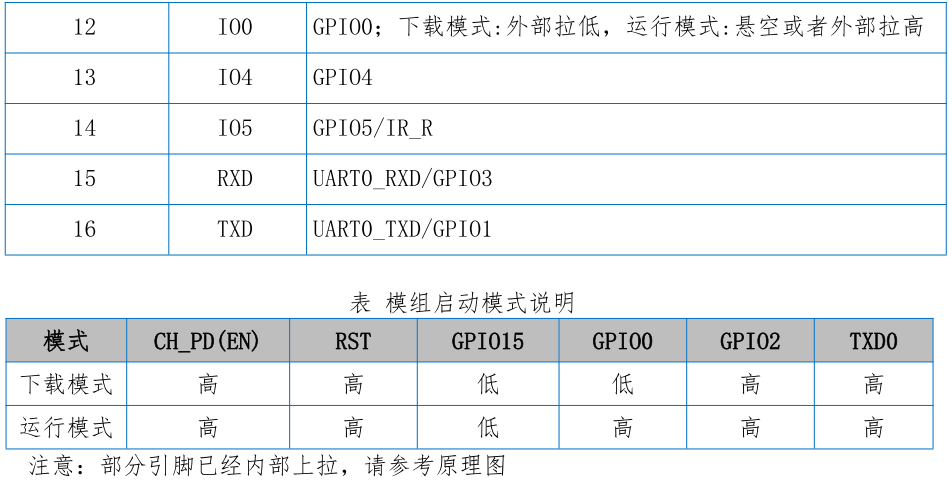 12 IO0 GPIO0；下载模式:外部拉低，运行模式:悬空或者外部拉高
13 IO4 GPIO4
14 IO5 GPIO5/IR_R
15 RXD UART0_RXD/GPIO3
16 TXD UART0_TXD/GPIO1
表 模组启动模式说明
模式 CH_PD(EN) RST GPIO15 GPIO0 GPIO2 TXD0
下载模式 高 高 低 低 高 高
运行模式 高 高 低 高 高 高
注意：部分引脚已经内部上拉，请参考原理图